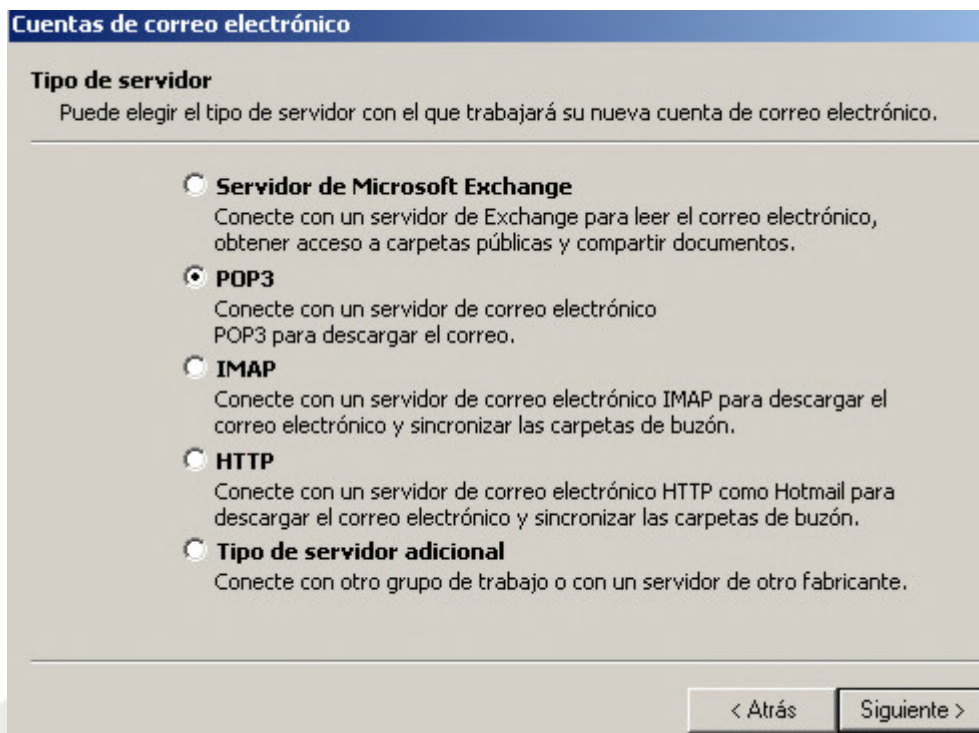 Cuentas de correo electrónico
Tipo de servidor
Puede elegir el tipo de servidor con el que trabajará su nueva cuenta de correo electrónico.
Servidor de Microsoft Exchange
Conecte con un servidor de Exchange para leer el correo electrónico,
obtener acceso a carpetas públicas y compartir documentos.
POP3
Conecte con un servidor de correo electrónico
POP3 para descargar el correo.
IMAP
Conecte con un servidor de correo electrónico IMAP para descargar el
correo electrónico y sincronizar las carpetas de buzón.
HTTP
Conecte con un servidor de correo electrónico HTTP como Hotmail para
descargar el correo electrónico y sincronizar las carpetas de buzón.
Tipo de servidor adicional
Conecte con otro grupo de trabajo o con un servidor de otro fabricante.
< Atrás
Siguiente >